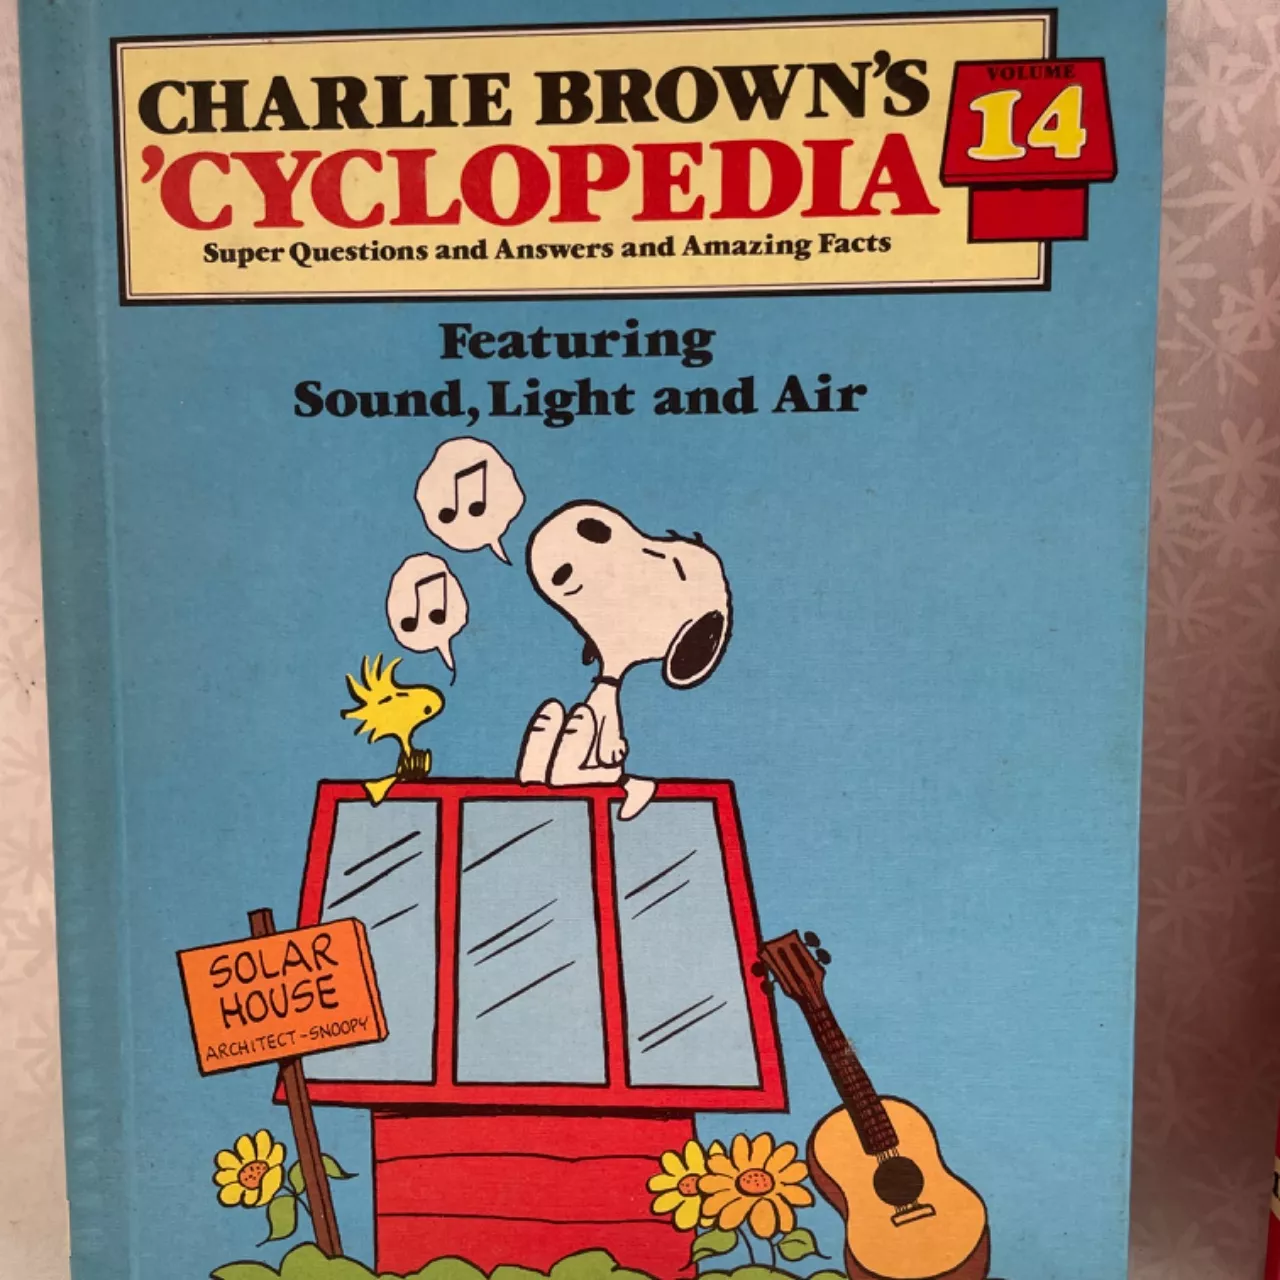 CHARLIE BROWN'S
'CYCLOPEDIA
Super Questions and Answers and Amazing Facts
VOLUME
14
Featuring
Sound, Light and Air
SOLAR
HOUSE
ARCHITECT-SNOOPY